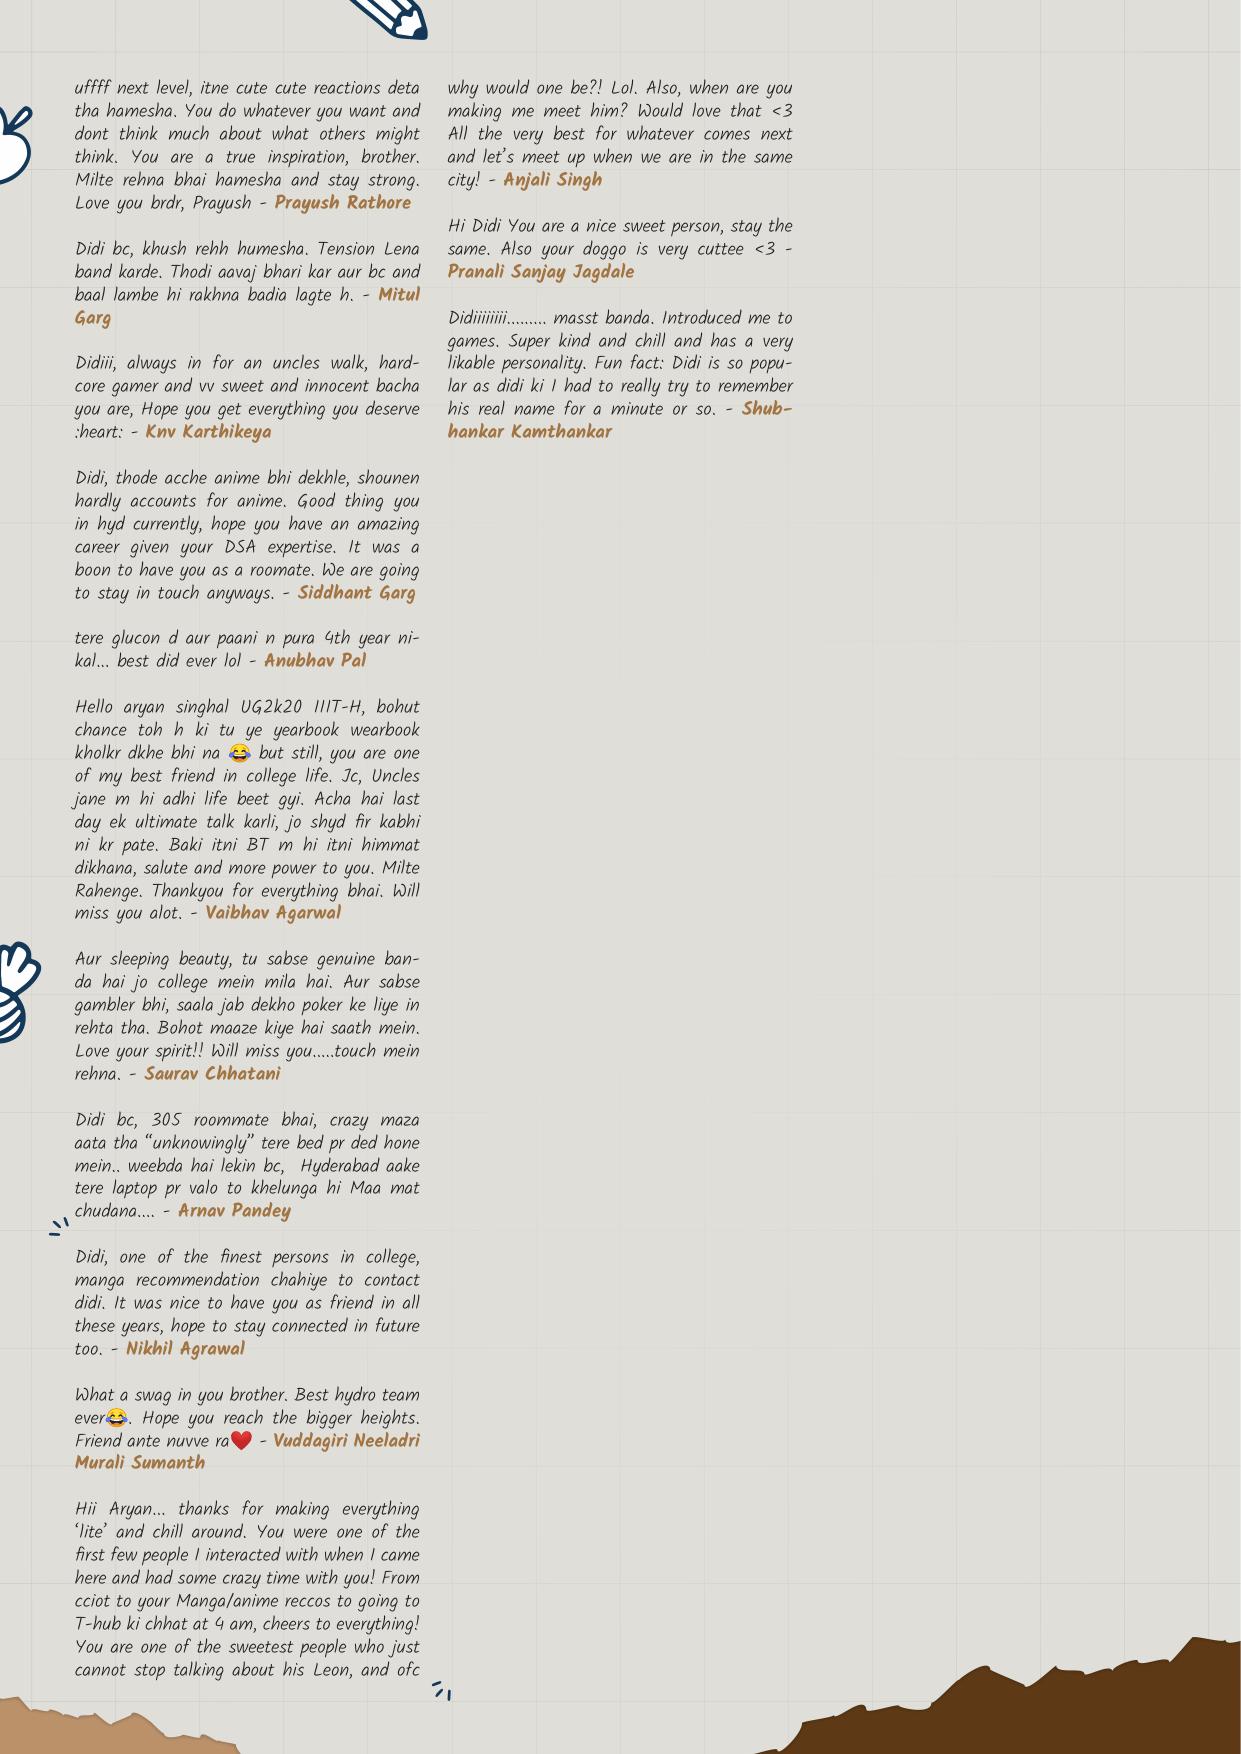 uffff next level, itne cute cute reactions deta
tha hamesha. You do whatever you want and
dont think much about what others might
think. You are a true inspiration, brother.
Milte rehna bhai hamesha and stay strong.
Love you brdr, Prayush - Prayush Rathore
Didi bc, khush rehh humesha. Tension Lena
band karde. Thodi aavaj bhari kar aur bc and
baal lambe hi rakhna badia lagte h. - Mitul
Garg
Didiii, always in for an uncles walk, hard-
core gamer and vv sweet and innocent bacha
you are, Hope you get everything you deserve
:heart: - Knv Karthikeya
Didi, thode acche anime bhi dekhle, shounen
hardly accounts for anime. Good thing you
in hyd currently, hope you have an amazing
career given your DSA expertise. It was a
boon to have you as a roomate. We are going
to stay in touch anyways. - Siddhant Garg
tere glucon d aur paani n pura 4th year ni-
kal... best did ever lol - Anubhav Pal
Hello aryan singhal UG2k20 IIIT-H, bohut
chance toh h ki tu ye yearbook wearbook
kholkr dkhe bhi na 😂 but still, you are one
of my best friend in college life. Jc, Uncles
jane m hi adhi life beet gyi. Acha hai last
day ek ultimate talk karli, jo shyd fir kabhi
ni kr pate. Baki itni BT m hi itni himmat
dikhana, salute and more power to you. Milte
Rahenge. Thankyou for everything bhai. Will
miss you alot. - Vaibhav Agarwal
Aur sleeping beauty, tu sabse genuine ban-
da hai jo college mein mila hai. Aur sabse
gambler bhi, saala jab dekho poker ke liye in
rehta tha. Bohot maaze kiye hai saath mein.
Love your spirit!! Will miss you.....touch mein
rehna. - Saurav Chhatani
Didi bc, 305 roommate bhai, crazy maza
aata tha “unknowingly” tere bed pr ded hone
mein.. weebda hai lekin bc, Hyderabad aake
tere laptop pr valo to khelunga hi Maa mat
chudana.... - Arnav Pandey
Didi, one of the finest persons in college,
manga recommendation chahiye to contact
didi. It was nice to have you as friend in all
these years, hope to stay connected in future
too. - Nikhil Agrawal
What a swag in you brother. Best hydro team
ever😂. Hope you reach the bigger heights.
Friend ante nuvve ra❤️ - Vuddagiri Neeladri
Murali Sumanth
Hii Aryan... thanks for making everything
‘lite’ and chill around. You were one of the
first few people I interacted with when I came
here and had some crazy time with you! From
cciot to your Manga/anime reccos to going to
T-hub ki chhat at 4 am, cheers to everything!
You are one of the sweetest people who just
cannot stop talking about his Leon, and ofc
why would one be?! Lol. Also, when are you
making me meet him? Would love that <3
All the very best for whatever comes next
and let’s meet up when we are in the same
city! - Anjali Singh
Hi Didi You are a nice sweet person, stay the
same. Also your doggo is very cuttee <3 -
Pranali Sanjay Jagdale
Didiiiiiiii......... masst banda. Introduced me to
games. Super kind and chill and has a very
likable personality. Fun fact: Didi is so popu-
lar as didi ki I had to really try to remember
his real name for a minute or so. - Shub-
hankar Kamthankar